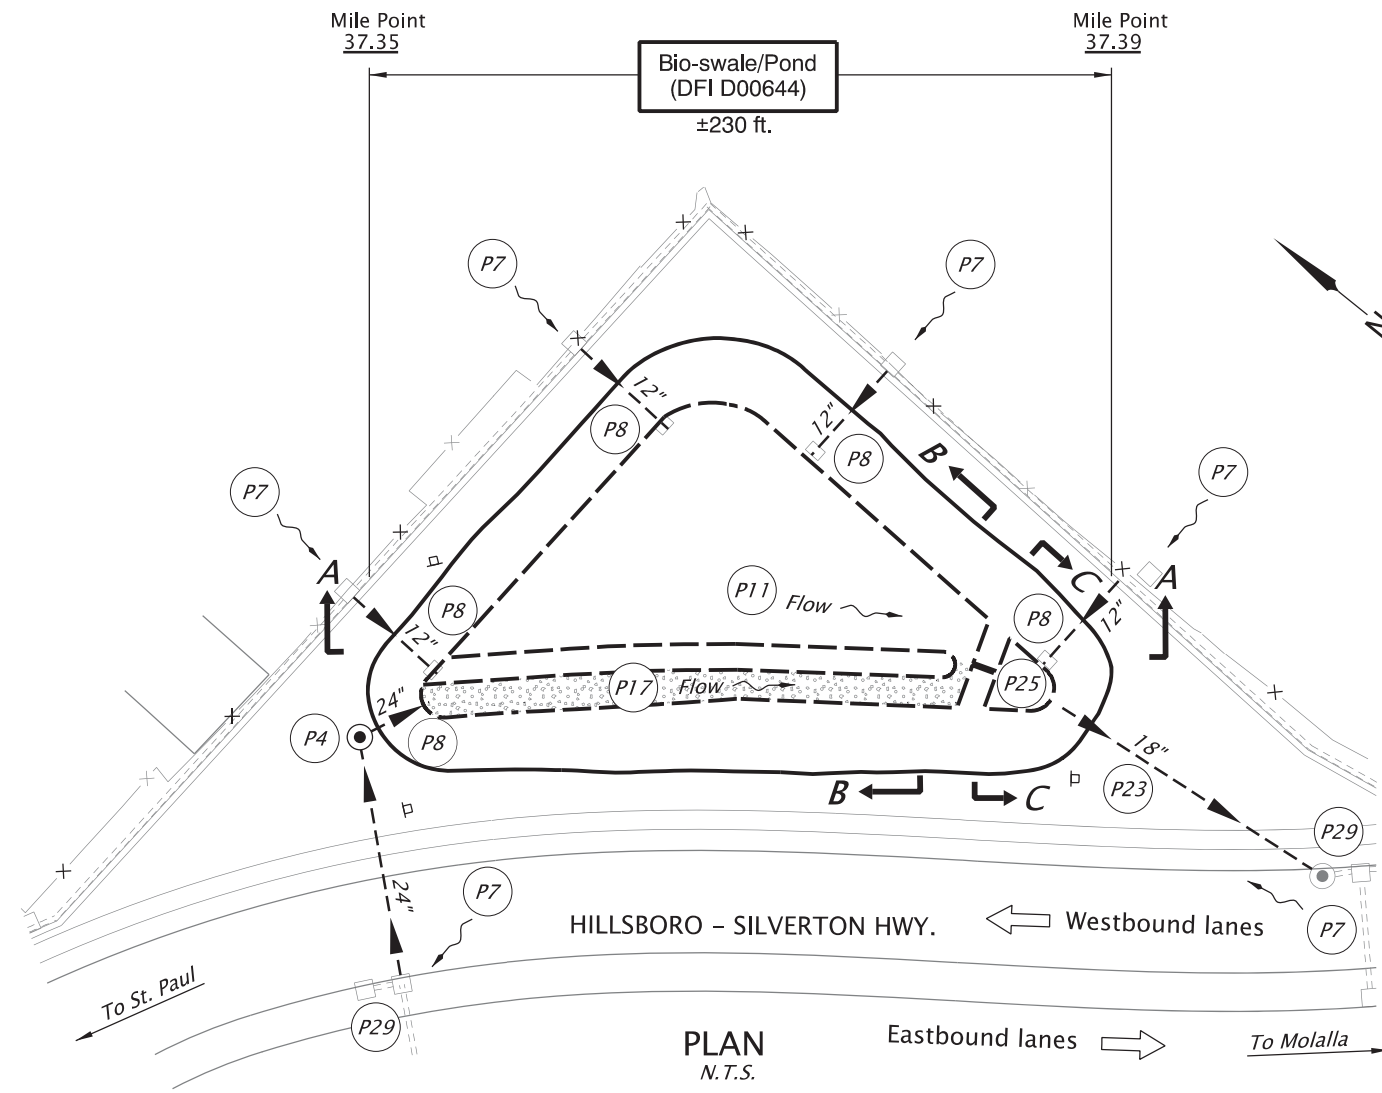 Mile Point
37.35
Mile Point
37.39
Bio-swale/Pond
(DFI D00644)
±230 ft.
P7
P7
N
12"
P8
12"
P8
B
P7
P7
A
C
A
P8
12"
P11
Flow
P8
12"
P17
Flow
P25
24"
P4
P8
18"
P23
B
C
P29
24"
P7
HILLSBORO – SILVERTON HWY.
Westbound lanes
P7
To St. Paul
P29
PLAN
N.T.S.
Eastbound lanes
To Molalla